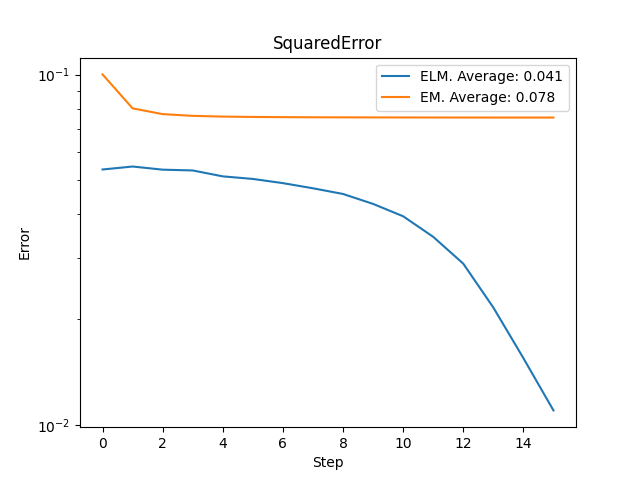 SquaredError
ELM. Average: 0.041
EM. Average: 0.078
10⁻¹
10⁻²
Error
0 2 4 6 8 10 12 14
Step